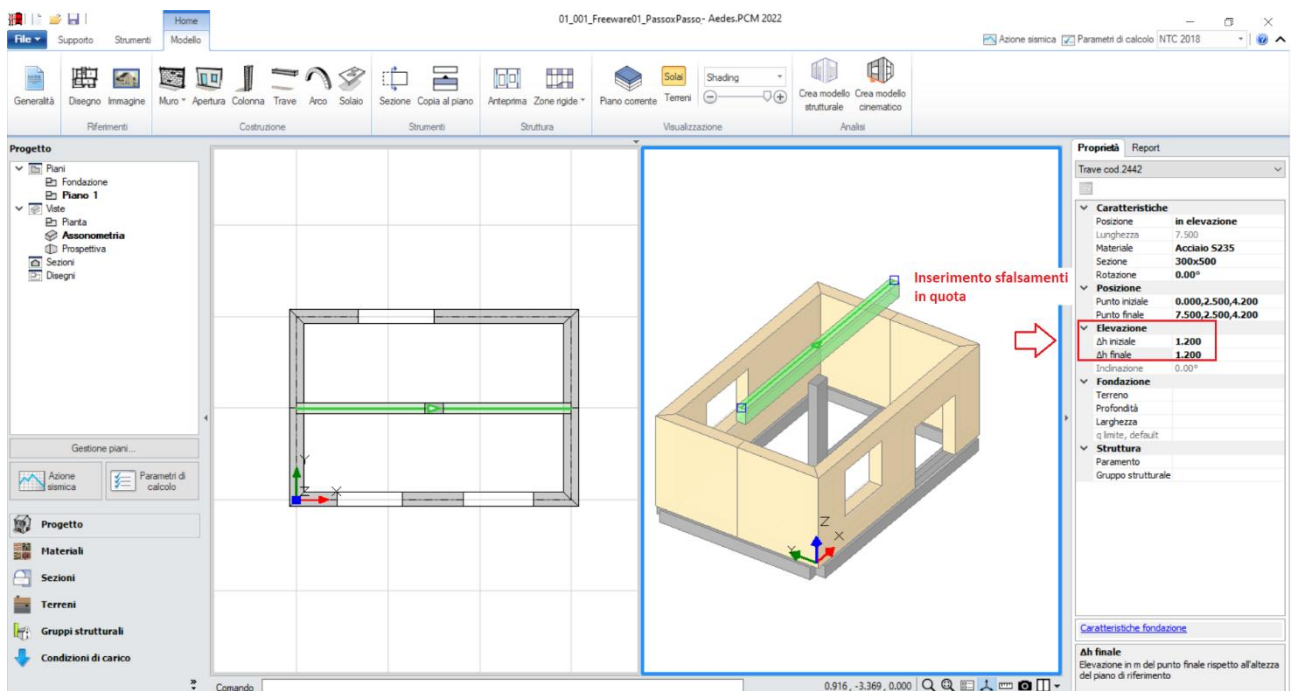 01_001_Freeware01_PassoxPasso - Aedes.PCM 2022
Home
File Supporto Strumenti Modello
Azione sismica Parametri di calcolo NTC 2018
Generalità Disegno Immagine Muro Apertura Colonna Trave Arco Solaio Sezione Copia al piano Anteprima Zone rigide Piano corrente Solai Terreni Shading Crea modello strutturale Crea modello cinematico
Riferimenti Costruzione Strumenti Struttura Visualizzazione Analisi
Progetto
Piani
Fondazione
Piano 1
Viste
Pianta
Assonometria
Prospettiva
Sezioni
Disegni
Gestione piani...
Azione sismica
Parametri di calcolo
Progetto
Materiali
Sezioni
Terreni
Gruppi strutturali
Condizioni di carico
Y
Z X
Inserimento sfalsamenti
in quota
Z
Y X
Comando
0.916 , -3.369 , 0.000
Proprietà Report
Trave cod.2442
Caratteristiche
Posizione in elevazione
Lunghezza 7.500
Materiale Acciaio S235
Sezione 300x500
Rotazione 0.00°
Posizione
Punto iniziale 0.000,2.500,4.200
Punto finale 7.500,2.500,4.200
Elevazione
Δh iniziale 1.200
Δh finale 1.200
Inclinazione 0.00°
Fondazione
Terreno
Profondità
Larghezza
q limite, default
Struttura
Paramento
Gruppo strutturale
Caratteristiche fondazione
Δh finale
Elevazione in m del punto finale rispetto all'altezza
del piano di riferimento